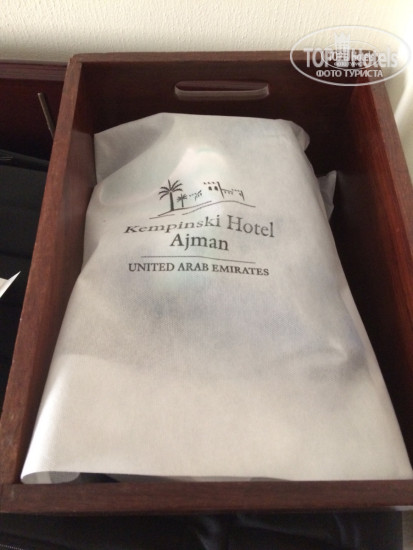 TOPHotels
ФОТО ТУРИСТА
Kempinski Hotel
Ajman
UNITED ARAB EMIRATES